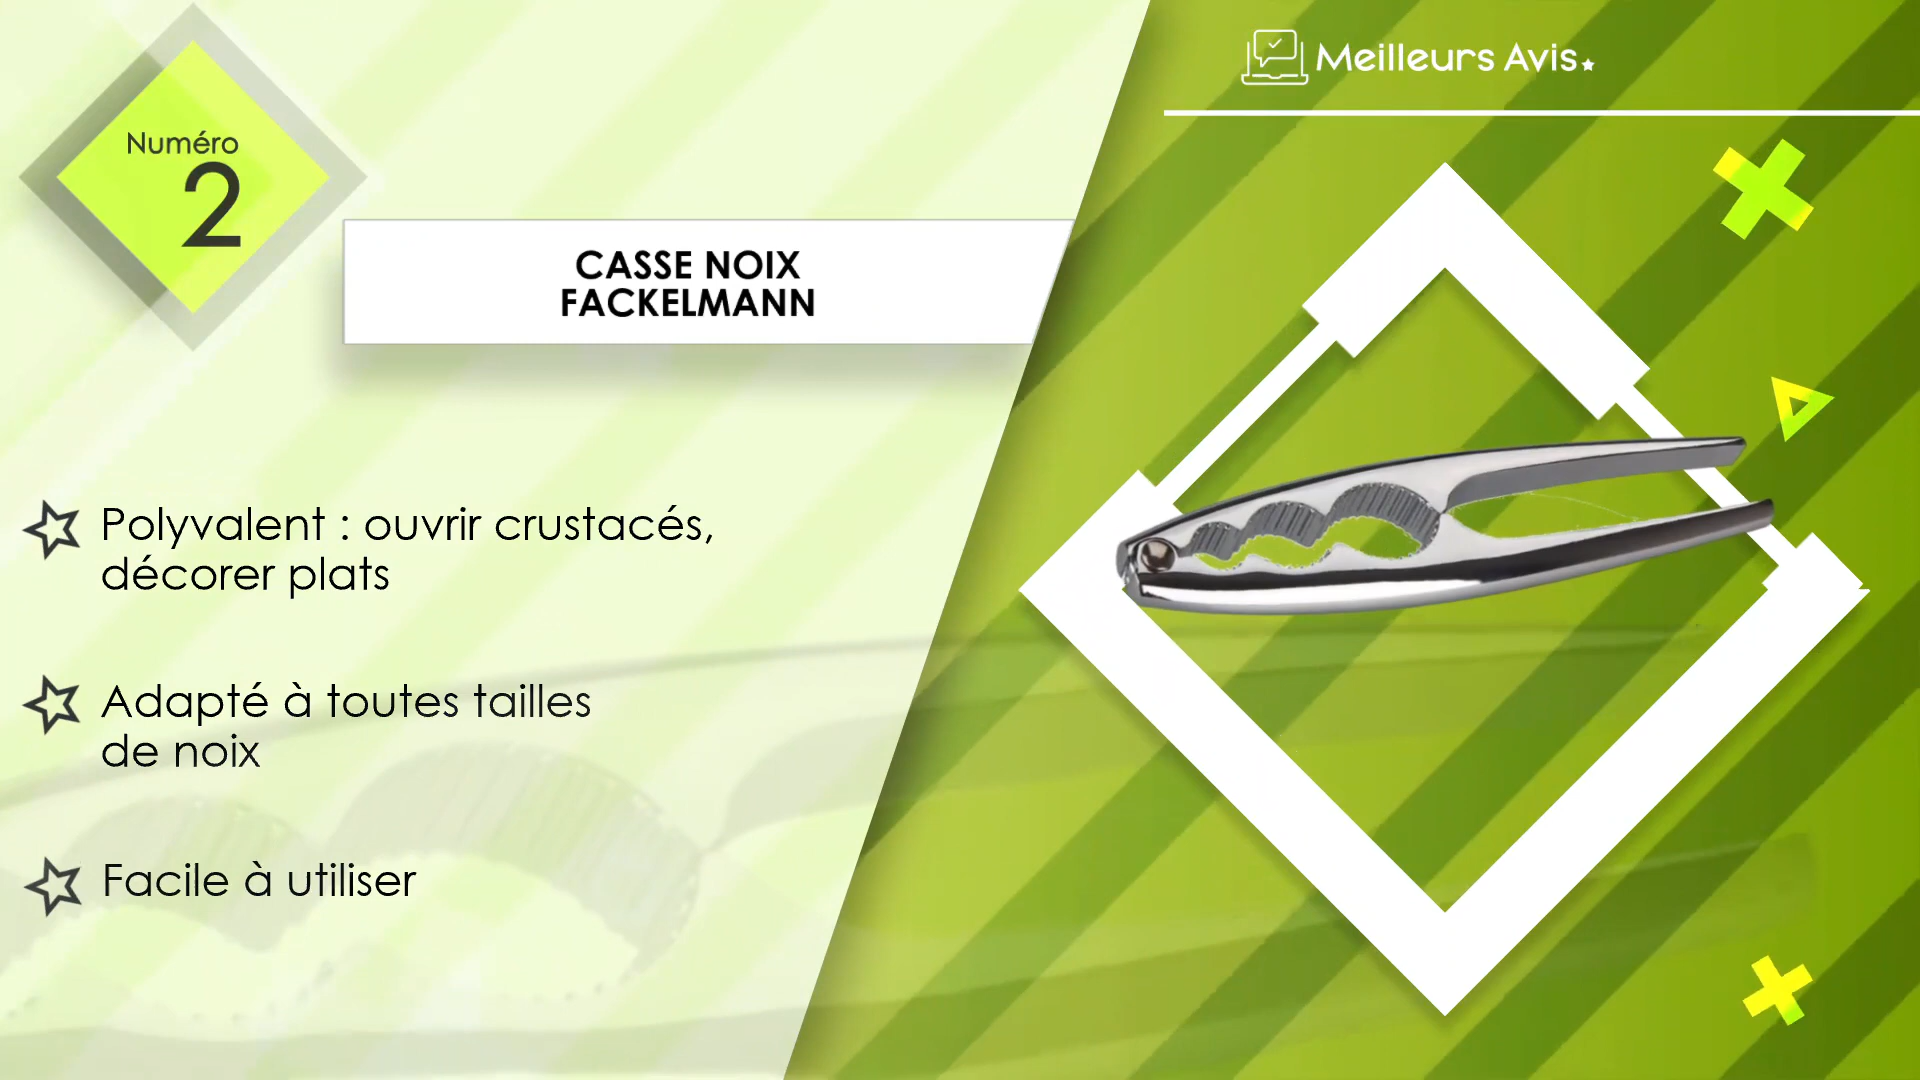 Meilleurs Avis
Numéro
2
CASSE NOIX
FACKELMANN
Polyvalent : ouvrir crustacés,
décorer plats
Adapté à toutes tailles
de noix
Facile à utiliser